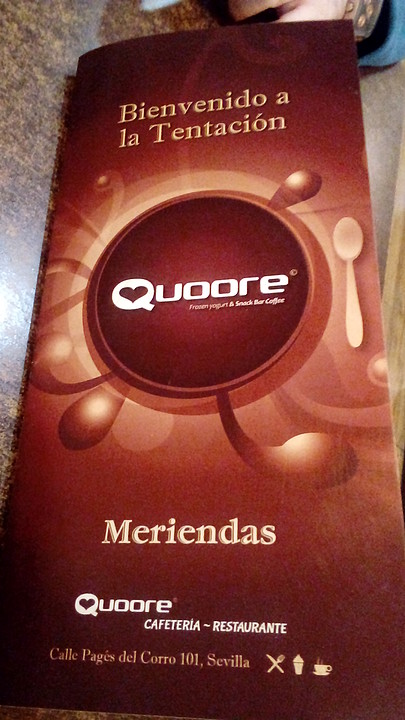 Bienvenido a
la Tentación
Quoore©
Frozen yogurt & Snack Bar Coffee
Meriendas
Quoore®
CAFETERÍA ~ RESTAURANTE
Calle Pagés del Corro 101, Sevilla